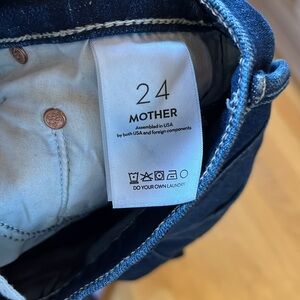 24
MOTHER
Assembled in USA
by both USA and foreign components
DO YOUR OWN LAUNDRY